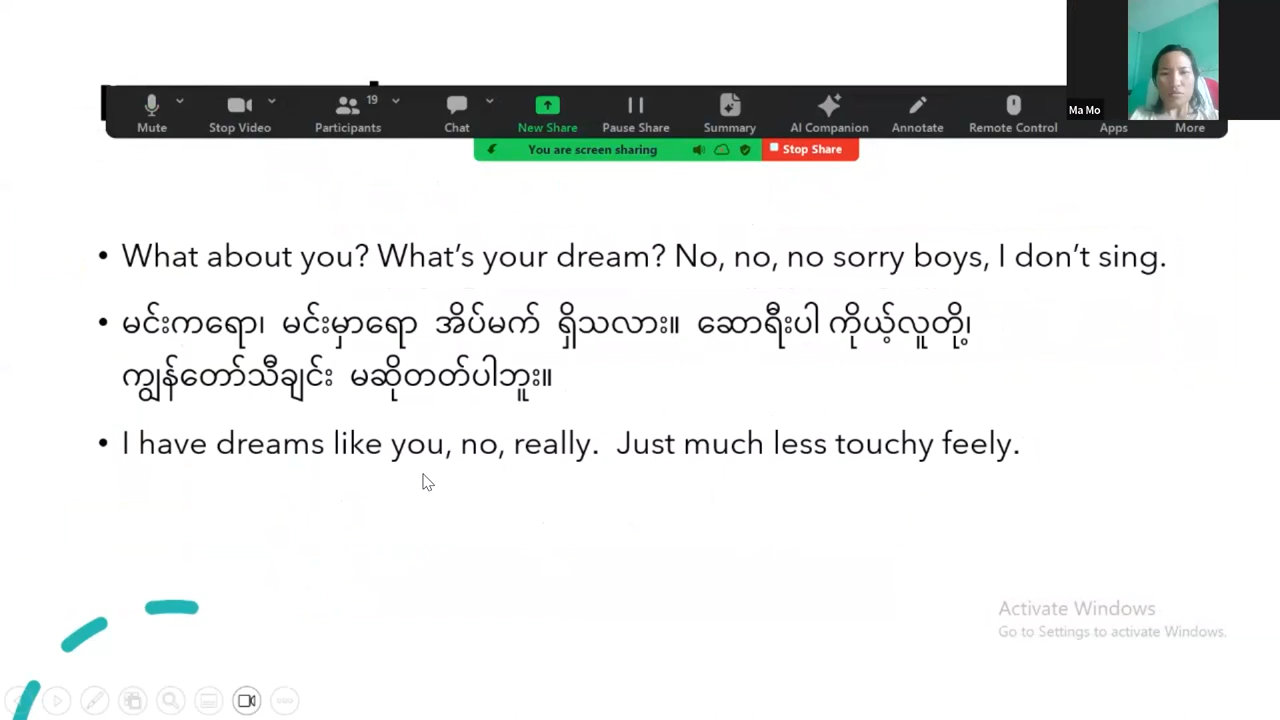 Ma Mo
19
Mute
Stop Video
Participants
Chat
New Share
Pause Share
Summary
AI Companion
Annotate
Remote Control
Apps
More
You are screen sharing
Stop Share
• What about you? What’s your dream? No, no, no sorry boys, I don’t sing.
• မင်းကရော၊ မင်းမှာရော အိပ်မက် ရှိသလား။ ဆောရီးပါ ကိုယ့်လူတို့၊
ကျွန်တော်သီချင်း မဆိုတတ်ပါဘူး။
• I have dreams like you, no, really. Just much less touchy feely.
Activate Windows
Go to Settings to activate Windows.